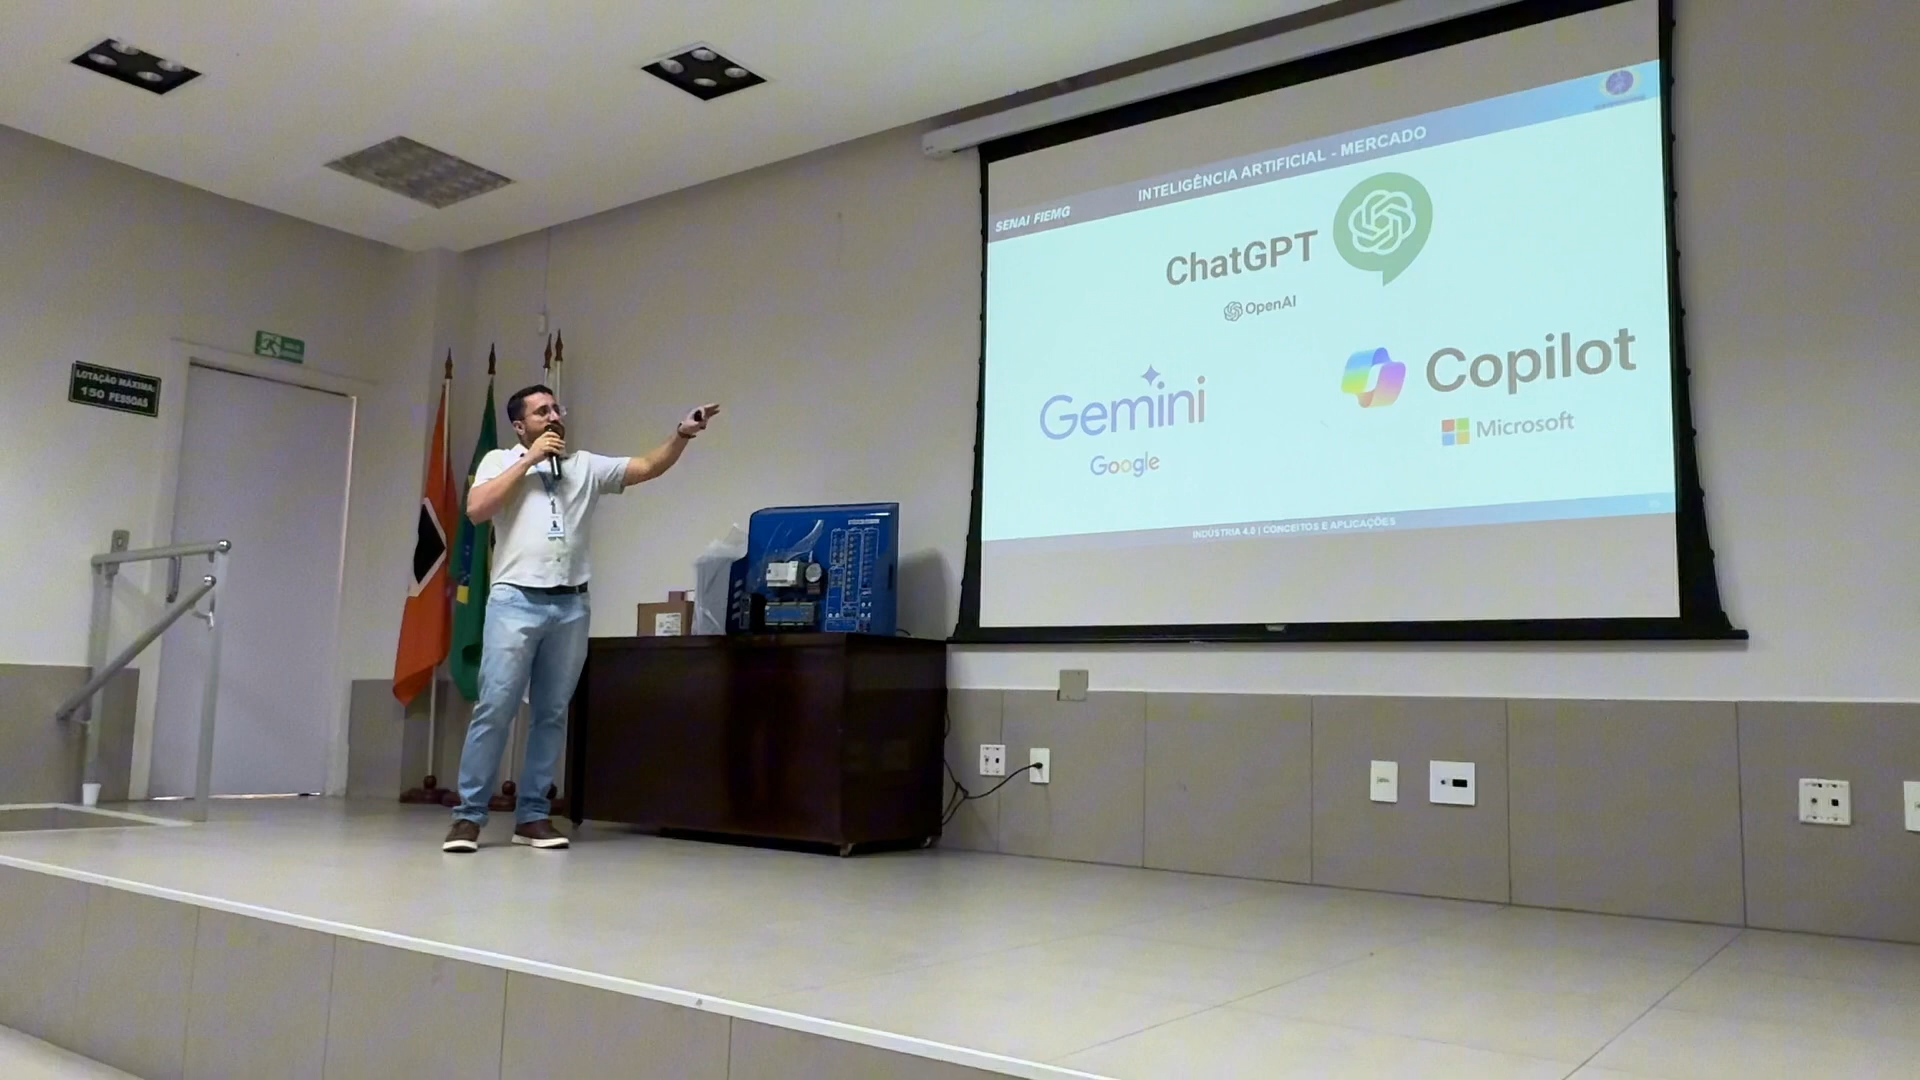 INTELIGÊNCIA ARTIFICIAL - MERCADO
SENAI FIEMG
ChatGPT
OpenAI
Gemini
Google
Copilot
Microsoft
INDÚSTRIA 4.0 | CONCEITOS E APLICAÇÕES
LOTAÇÃO MÁXIMA:
150 PESSOAS